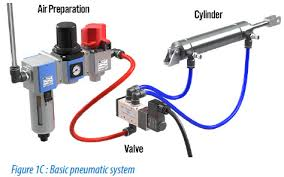 Air Preparation
Cylinder
Valve
Figure 1C : Basic pneumatic system